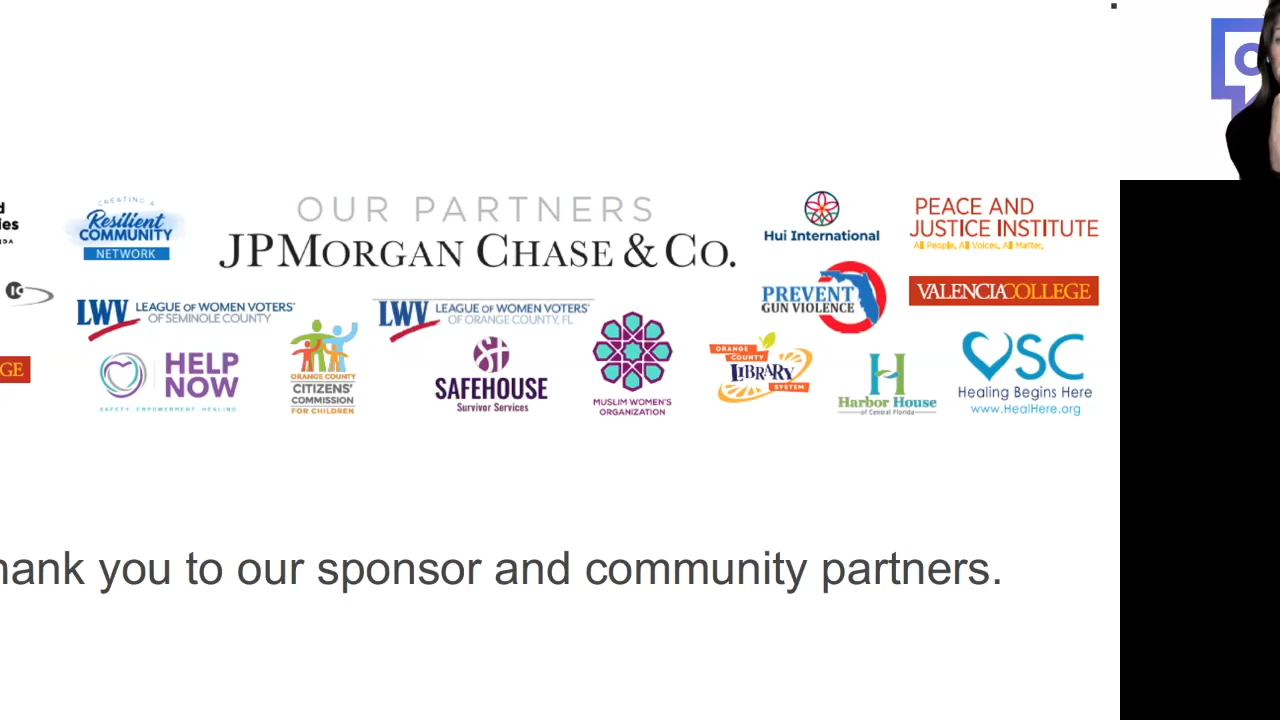 CREATING A
Resilient
COMMUNITY
NETWORK
OUR PARTNERS
JPMORGAN CHASE & CO.
Hui International
PEACE AND
JUSTICE INSTITUTE
All People. All Voices. All Matter.
LWV LEAGUE OF WOMEN VOTERS®
OF SEMINOLE COUNTY
LWV LEAGUE OF WOMEN VOTERS®
OF ORANGE COUNTY, FL
PREVENT
GUN VIOLENCE
VALENCIACOLLEGE
GE
HELP
NOW
SAFETY. EMPOWERMENT. HEALING.
ORANGE COUNTY
CITIZENS'
COMMISSION
FOR CHILDREN
SAFEHOUSE
Survivor Services
MUSLIM WOMEN'S
ORGANIZATION
ORANGE
COUNTY
LIBRARY
SYSTEM
H
Harbor House
of Central Florida
VSC
Healing Begins Here
www.HealHere.org
hank you to our sponsor and community partners.